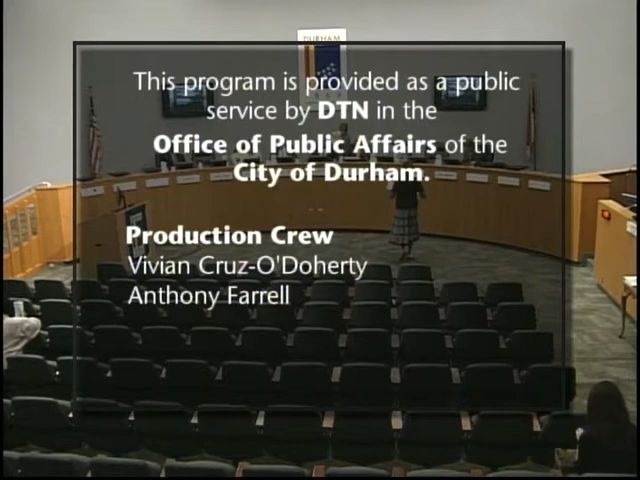 DURHAM
This program is provided as a public
service by DTN in the
Office of Public Affairs of the
City of Durham.
Production Crew
Vivian Cruz-O'Doherty
Anthony Farrell